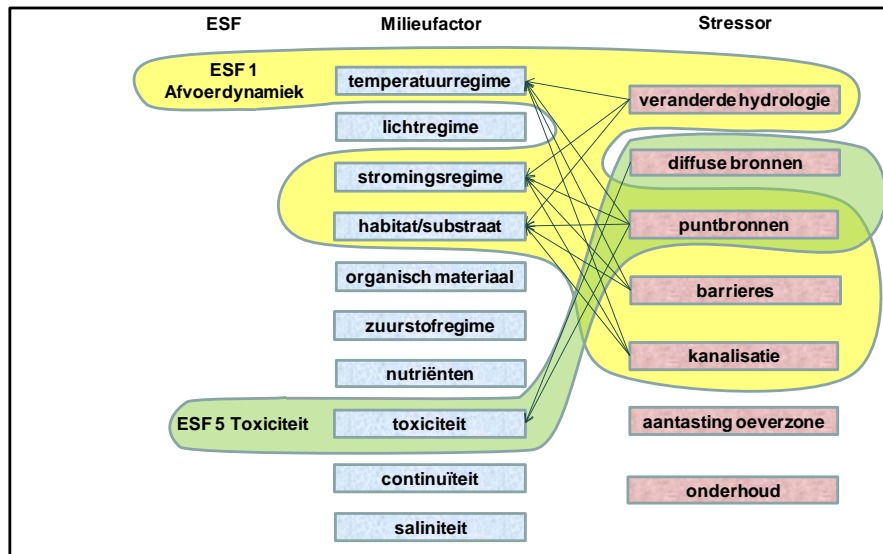 ESF
Milieufactor
Stressor
ESF 1
Afvoerdynamiek
temperatuurregime
veranderde hydrologie
lichtregime
diffuse bronnen
stromingsregime
puntbronnen
habitat/substraat
organisch materiaal
barrieres
zuurstofregime
kanalisatie
nutriënten
ESF 5 Toxiciteit
toxiciteit
aantasting oeverzone
continuïteit
onderhoud
saliniteit